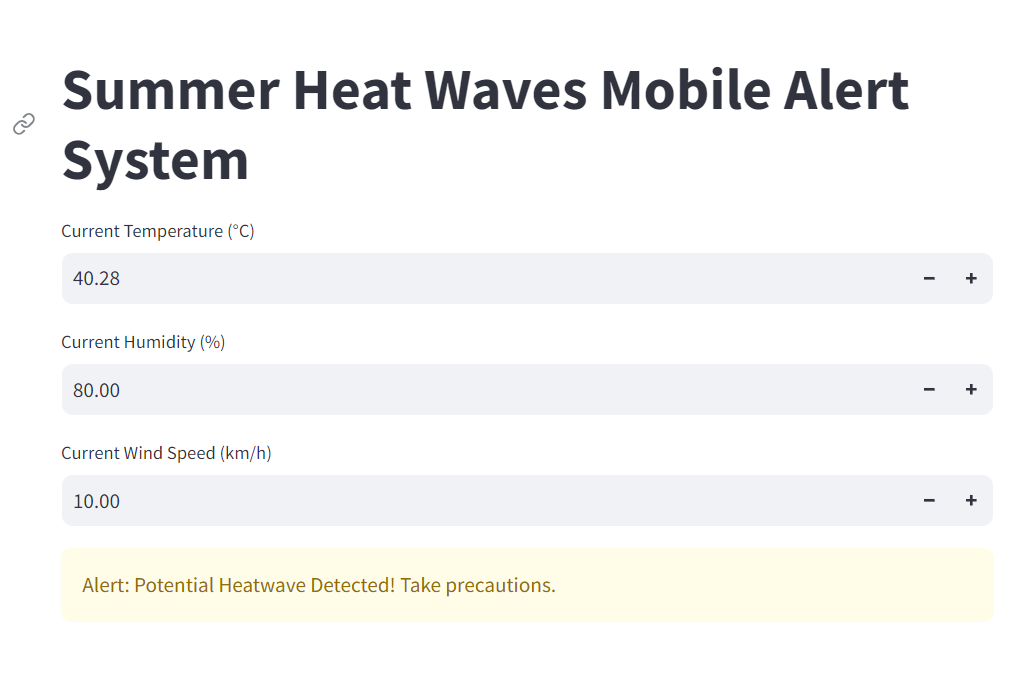 Summer Heat Waves Mobile Alert
System
Current Temperature (°C)
40.28
Current Humidity (%)
80.00
Current Wind Speed (km/h)
10.00
Alert: Potential Heatwave Detected! Take precautions.